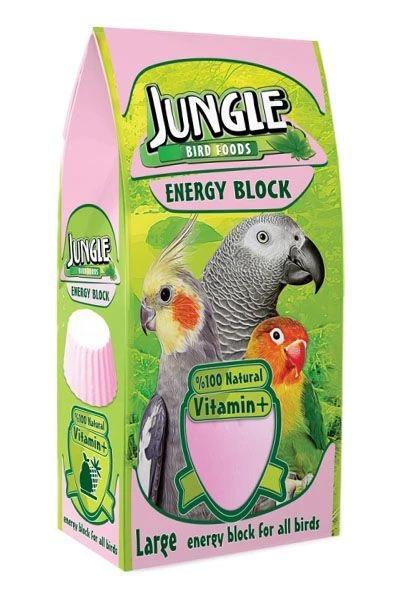 JUNGLE
BIRD FOODS
ENERGY BLOCK
%100 Natural
Vitamin+
Large energy block for all birds
JUNGLE
BIRD FOODS
ENERGY BLOCK
%100 Natural
Vitamin+
energy block for all birds